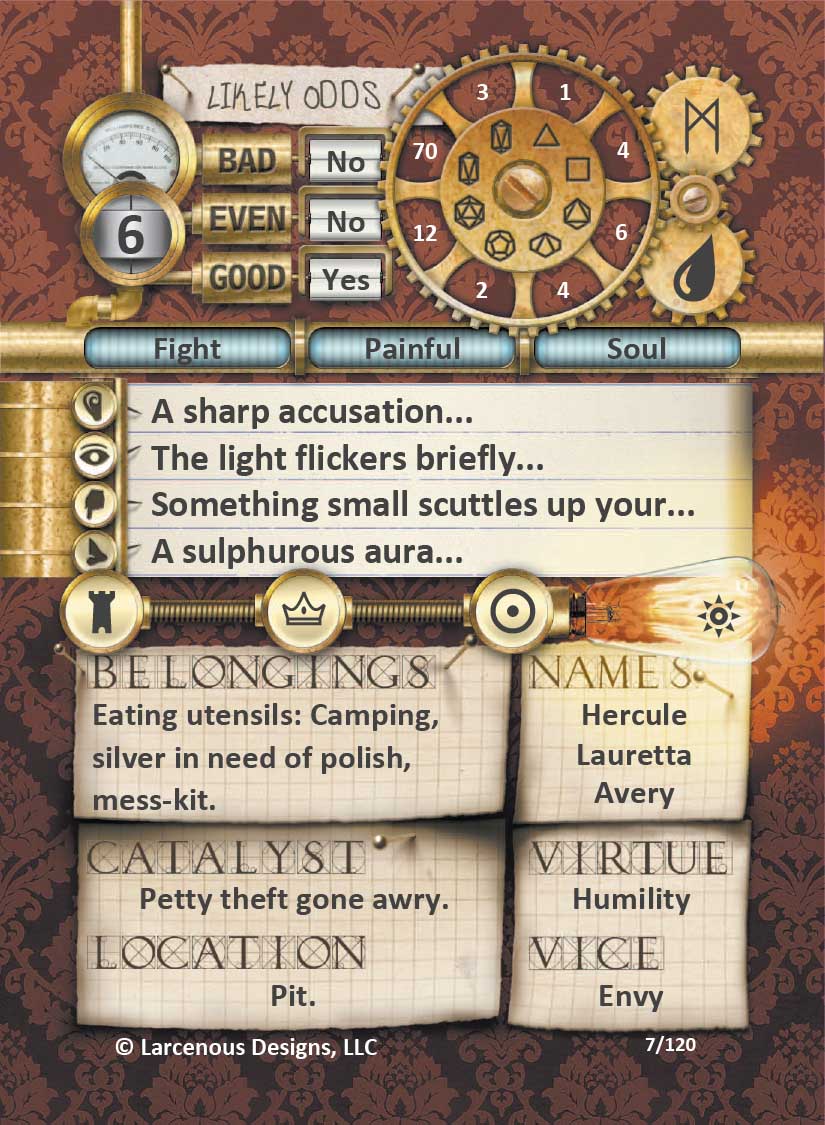 LIKELY ODDS
BAD No
EVEN No
GOOD Yes
6
3 1
70 4
12 6
2 4
Fight Painful Soul
A sharp accusation...
The light flickers briefly...
Something small scuttles up your...
A sulphurous aura...
BELONGINGS
Eating utensils: Camping,
silver in need of polish,
mess-kit.
NAMES
Hercule
Lauretta
Avery
CATALYST
Petty theft gone awry.
LOCATION
Pit.
VIRTUE
Humility
VICE
Envy
© Larcenous Designs, LLC
7/120